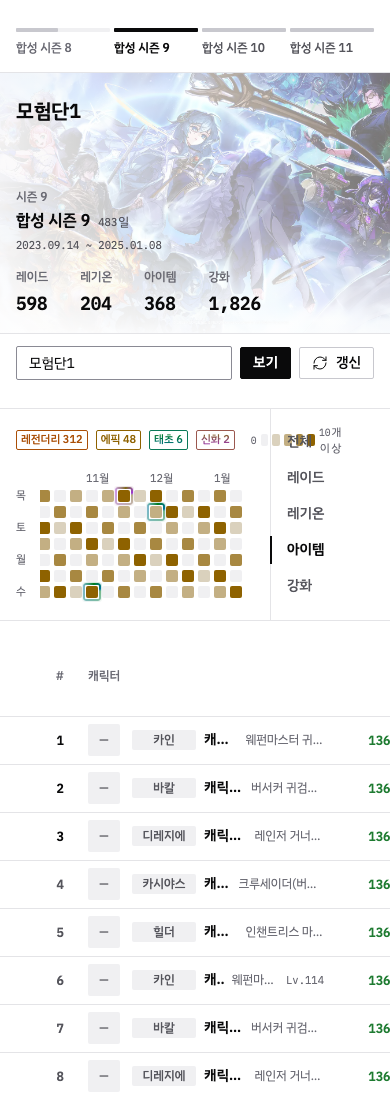 합성 시즌 8 합성 시즌 9 합성 시즌 10 합성 시즌 11
모험단1
시즌 9
합성 시즌 9 483일
2023.09.14 ~ 2025.01.08
레이드 레기온 아이템 강화
598 204 368 1,826
모험단1 보기 갱신
레전더리 312 에픽 48 태초 6 신화 2 0 10개 이상
전체
레이드
레기온
아이템
강화
11월 12월 1월
목
토
월
수
# 캐릭터
1 — 카인 캐... 웨펀마스터 귀... 136
2 — 바칼 캐릭... 버서커 귀검... 136
3 — 디레지에 캐릭... 레인저 거너... 136
4 — 카시야스 캐... 크루세이더(버... 136
5 — 힐더 캐... 인챈트리스 마... 136
6 — 카인 캐.. 웨펀마... Lv.114 136
7 — 바칼 캐릭... 버서커 귀검... 136
8 — 디레지에 캐릭... 레인저 거너... 136